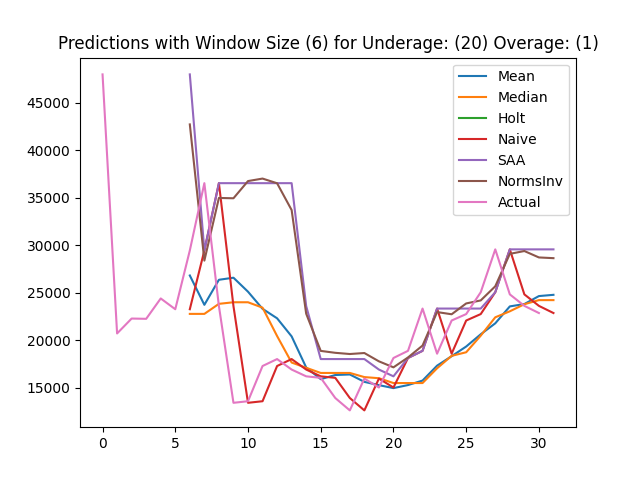 Predictions with Window Size (6) for Underage: (20) Overage: (1)
Mean
Median
Holt
Naive
SAA
NormsInv
Actual
45000
40000
35000
30000
25000
20000
15000
0 5 10 15 20 25 30